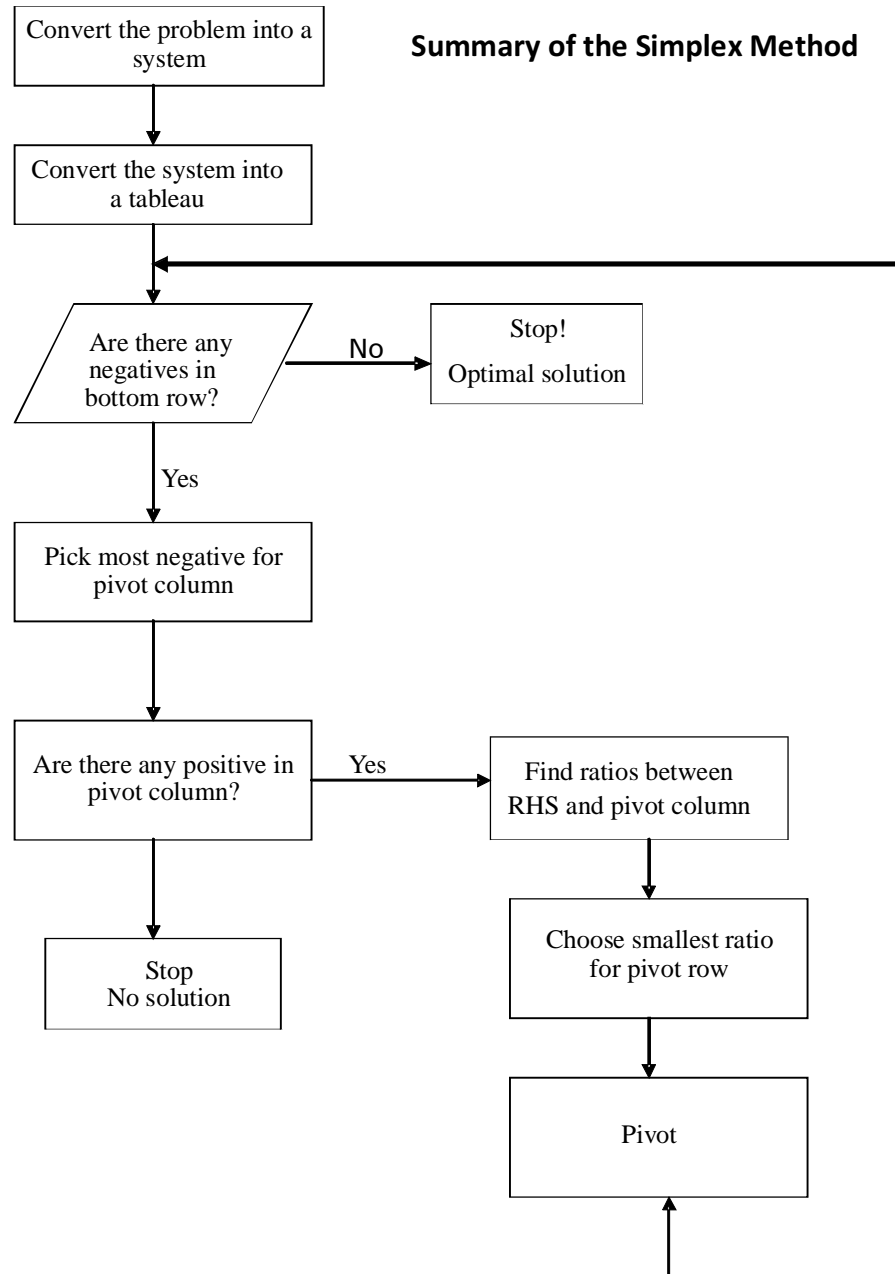 Summary of the Simplex Method
Convert the problem into a
system
Convert the system into
a tableau
Are there any
negatives in
bottom row?
No
Stop!
Optimal solution
Yes
Pick most negative for
pivot column
Are there any positive in
pivot column?
Yes
Find ratios between
RHS and pivot column
Choose smallest ratio
for pivot row
Stop
No solution
Pivot